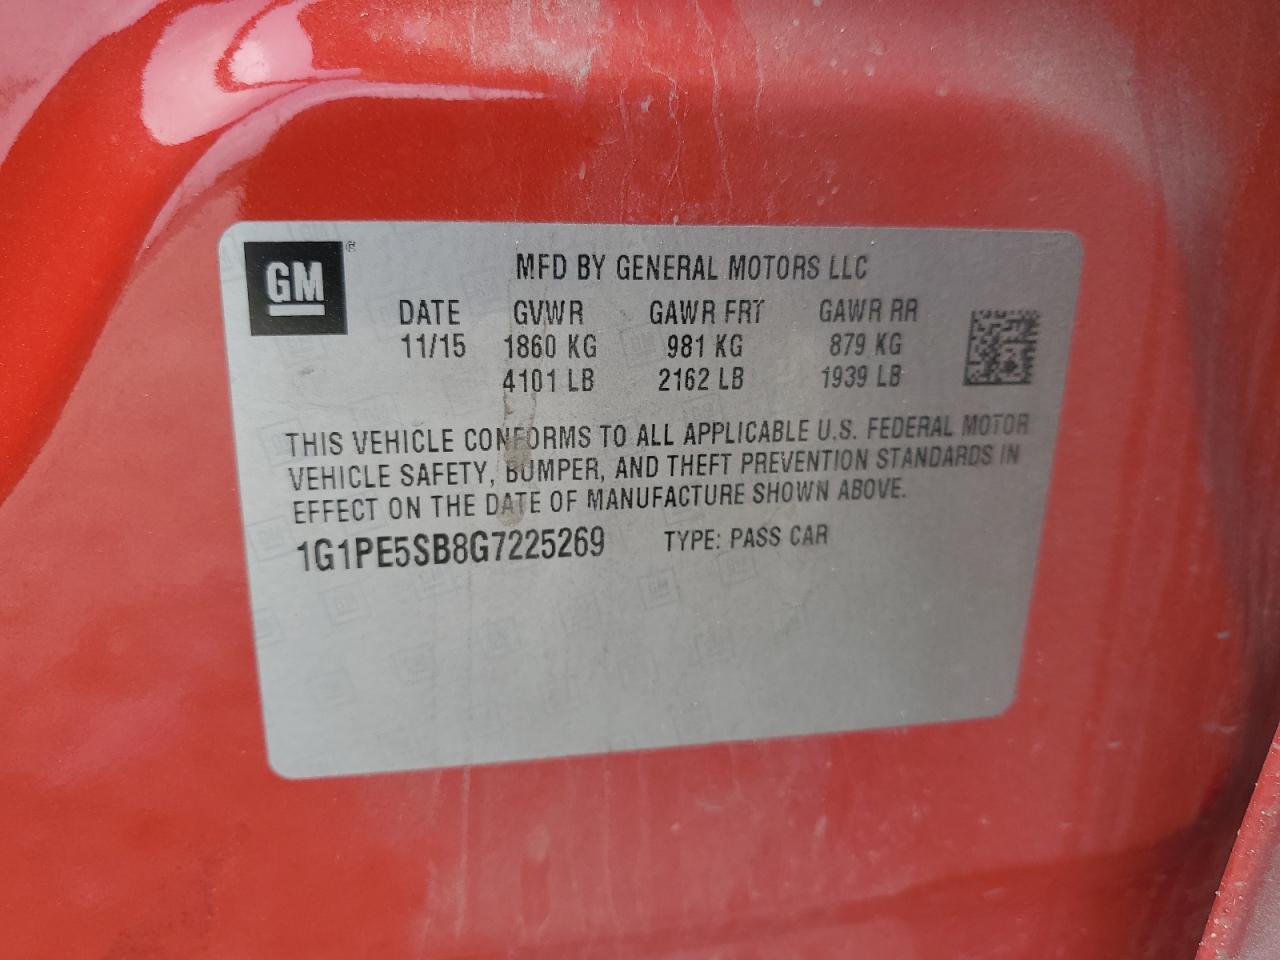 GM®
MFD BY GENERAL MOTORS LLC
DATE GVWR GAWR FRT GAWR RR
11/15 1860 KG 981 KG 879 KG
4101 LB 2162 LB 1939 LB
THIS VEHICLE CONFORMS TO ALL APPLICABLE U.S. FEDERAL MOTOR
VEHICLE SAFETY, BUMPER, AND THEFT PREVENTION STANDARDS IN
EFFECT ON THE DATE OF MANUFACTURE SHOWN ABOVE.
1G1PE5SB8G7225269 TYPE: PASS CAR